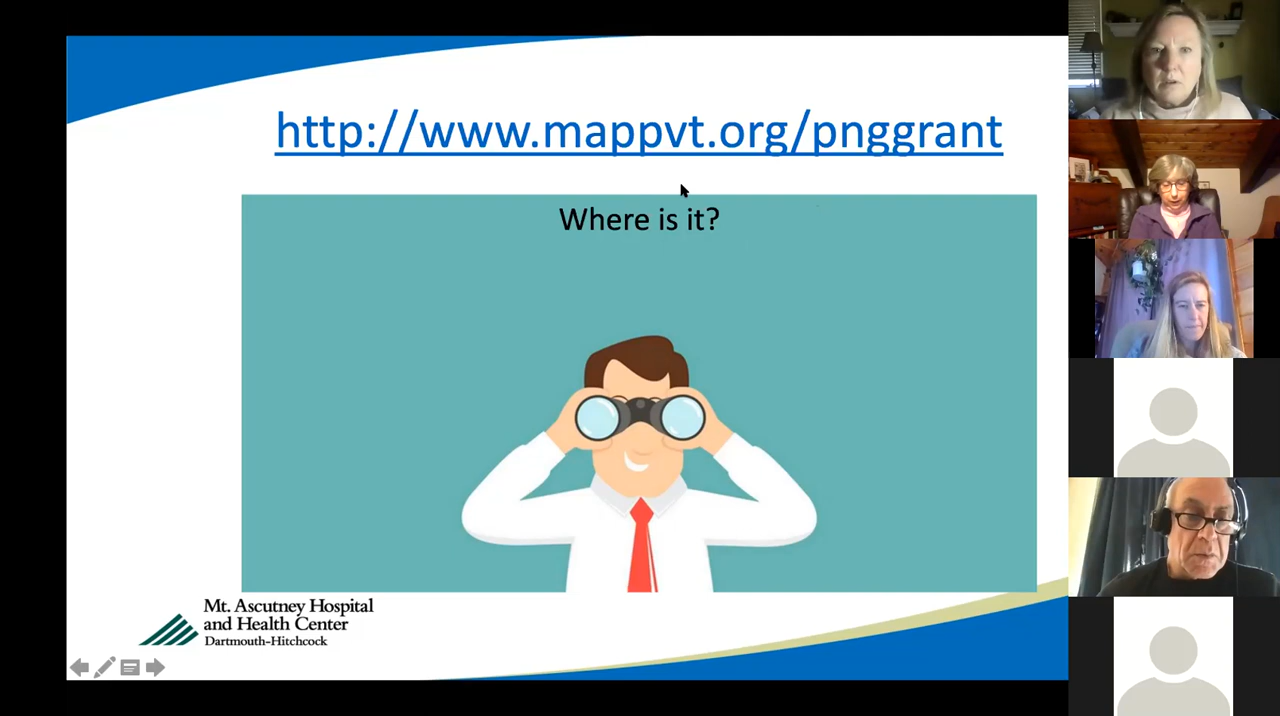 http://www.mappvt.org/pnggrant
Where is it?
Mt. Ascutney Hospital
and Health Center
Dartmouth-Hitchcock